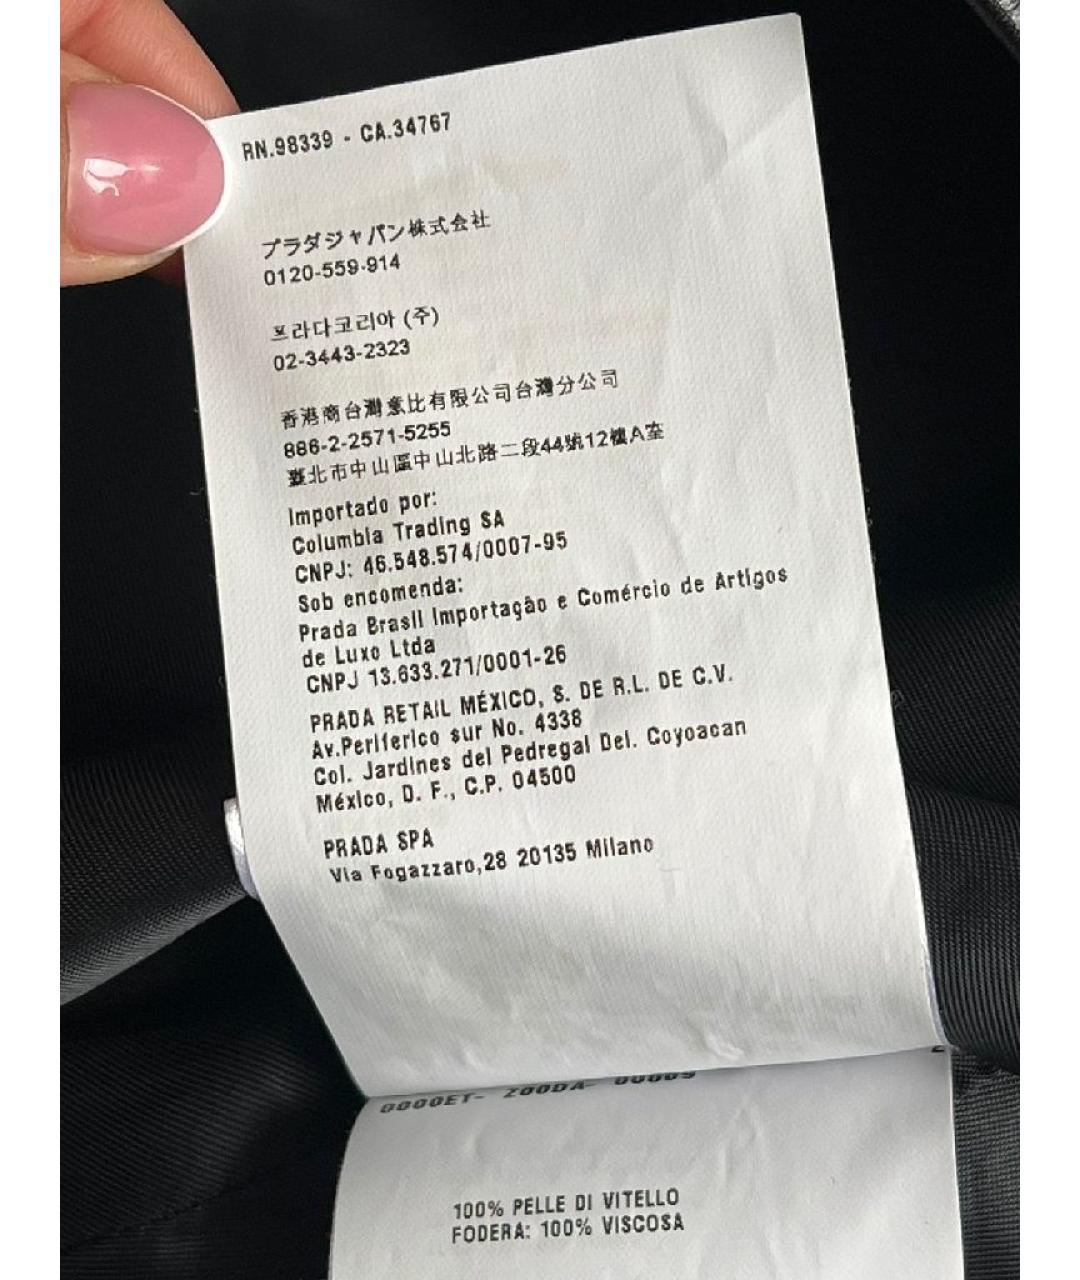 RN.98339 - CA.34767
プラダジャパン株式会社
0120-559-914
프라다코리아 (주)
02-3443-2323
香港商台灣意比有限公司台灣分公司
886-2-2571-5255
臺北市中山區中山北路二段44號12樓A室
Importado por:
Columbia Trading SA
CNPJ: 46.548.574/0007-95
Sob encomenda:
Prada Brasil Importação e Comércio de Artigos
de Luxo Ltda
CNPJ 13.633.271/0001-26
PRADA RETAIL MÉXICO, S. DE R.L. DE C.V.
Av.Periferico sur No. 4338
Col. Jardines del Pedregal Del. Coyoacan
México, D. F., C.P. 04500
PRADA SPA
Via Fogazzaro,28 20135 Milano
100% PELLE DI VITELLO
FODERA: 100% VISCOSA